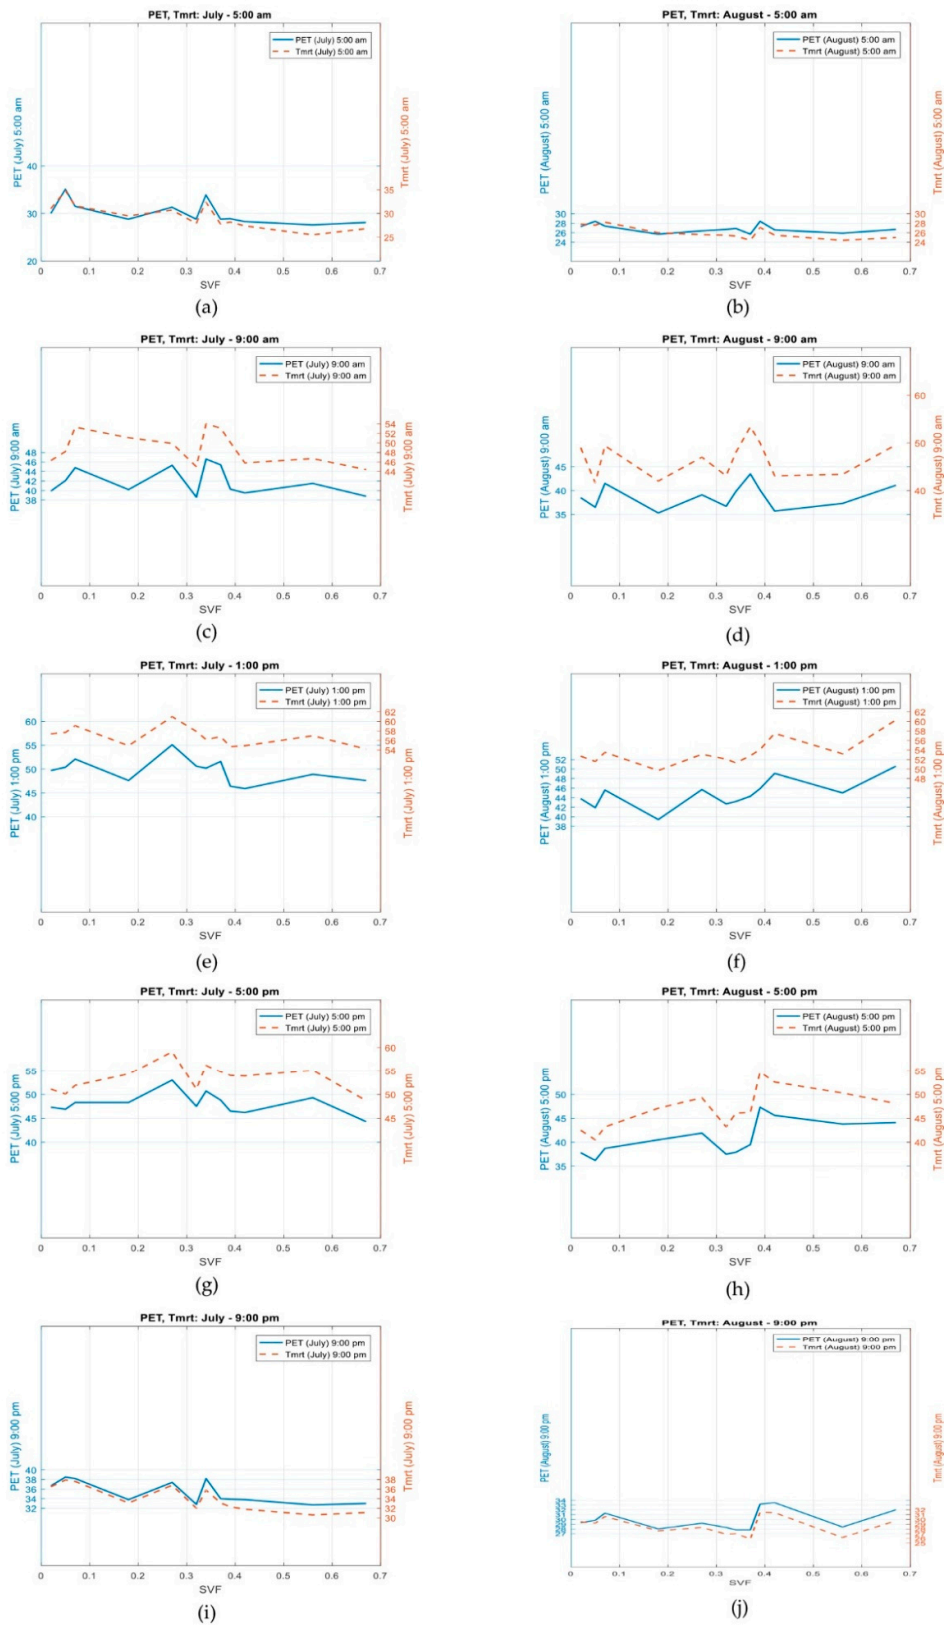 PET, Tmrt: July - 5:00 am
PET (July) 5:00 am
Tmrt (July) 5:00 am
PET (July) 5:00 am
40
30
20
Tmrt (July) 5:00 am
35
30
25
0 0.1 0.2 0.3 0.4 0.5 0.6 0.7
SVF
(a)
PET, Tmrt: August - 5:00 am
PET (August) 5:00 am
Tmrt (August) 5:00 am
PET (August) 5:00 am
30
28
26
24
Tmrt (August) 5:00 am
30
28
26
24
0 0.1 0.2 0.3 0.4 0.5 0.6 0.7
SVF
(b)
PET, Tmrt: July - 9:00 am
PET (July) 9:00 am
Tmrt (July) 9:00 am
PET (July) 9:00 am
48
46
44
42
40
38
Tmrt (July) 9:00 am
54
52
50
48
46
44
0 0.1 0.2 0.3 0.4 0.5 0.6 0.7
SVF
(c)
PET, Tmrt: August - 9:00 am
PET (August) 9:00 am
Tmrt (August) 9:00 am
PET (August) 9:00 am
45
40
35
Tmrt (August) 9:00 am
60
50
40
0 0.1 0.2 0.3 0.4 0.5 0.6 0.7
SVF
(d)
PET, Tmrt: July - 1:00 pm
PET (July) 1:00 pm
Tmrt (July) 1:00 pm
PET (July) 1:00 pm
60
55
50
45
40
Tmrt (July) 1:00 pm
62
60
58
56
54
0 0.1 0.2 0.3 0.4 0.5 0.6 0.7
SVF
(e)
PET, Tmrt: August - 1:00 pm
PET (August) 1:00 pm
Tmrt (August) 1:00 pm
PET (August) 1:00 pm
52
50
48
46
44
42
40
38
Tmrt (August) 1:00 pm
62
60
58
56
54
52
50
48
0 0.1 0.2 0.3 0.4 0.5 0.6 0.7
SVF
(f)
PET, Tmrt: July - 5:00 pm
PET (July) 5:00 pm
Tmrt (July) 5:00 pm
PET (July) 5:00 pm
55
50
45
40
Tmrt (July) 5:00 pm
60
55
50
45
0 0.1 0.2 0.3 0.4 0.5 0.6 0.7
SVF
(g)
PET, Tmrt: August - 5:00 pm
PET (August) 5:00 pm
Tmrt (August) 5:00 pm
PET (August) 5:00 pm
50
45
40
35
Tmrt (August) 5:00 pm
55
50
45
40
35
0 0.1 0.2 0.3 0.4 0.5 0.6 0.7
SVF
(h)
PET, Tmrt: July - 9:00 pm
PET (July) 9:00 pm
Tmrt (July) 9:00 pm
PET (July) 9:00 pm
40
38
36
34
32
Tmrt (July) 9:00 pm
38
36
34
32
30
0 0.1 0.2 0.3 0.4 0.5 0.6 0.7
SVF
(i)
PET, Tmrt: August - 9:00 pm
PET (August) 9:00 pm
Tmrt (August) 9:00 pm
PET (August) 9:00 pm
Tmrt (August) 9:00 pm
0 0.1 0.2 0.3 0.4 0.5 0.6 0.7
SVF
(j)